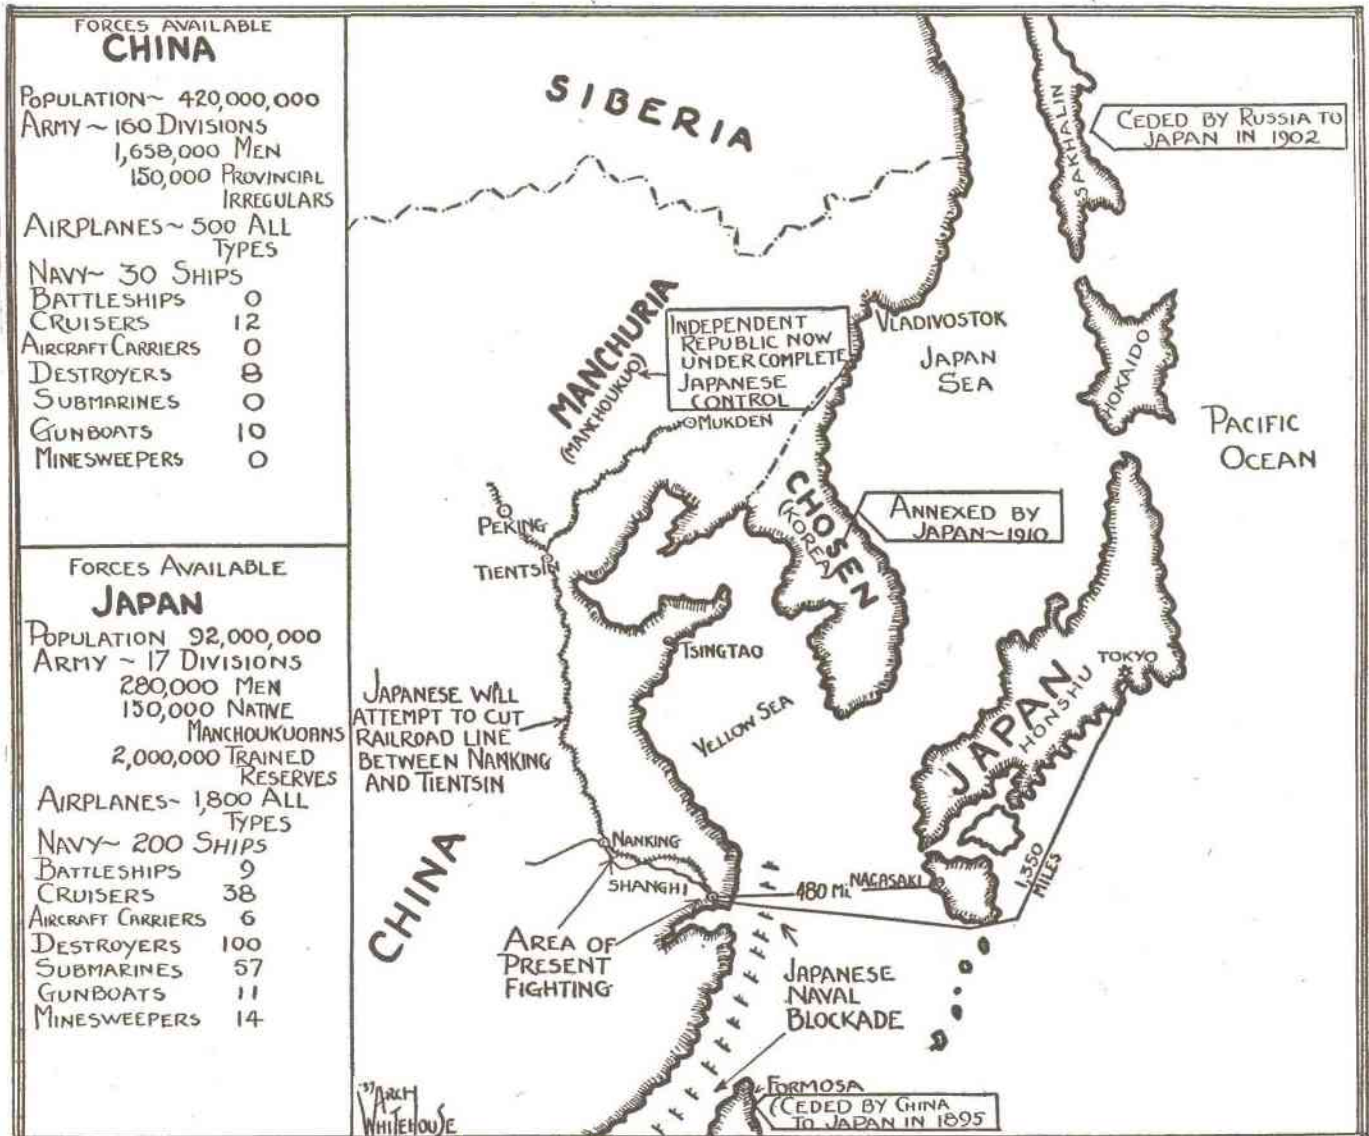 FORCES AVAILABLE
CHINA
POPULATION~ 420,000,000
ARMY ~ 160 DIVISIONS
1,658,000 MEN
150,000 PROVINCIAL
IRREGULARS
AIRPLANES~ 500 ALL
TYPES
NAVY~ 30 SHIPS
BATTLESHIPS 0
CRUISERS 12
AIRCRAFT CARRIERS 0
DESTROYERS 8
SUBMARINES 0
GUNBOATS 10
MINESWEEPERS 0
FORCES AVAILABLE
JAPAN
POPULATION 92,000,000
ARMY ~ 17 DIVISIONS
280,000 MEN
150,000 NATIVE
MANCHOUKUOANS
2,000,000 TRAINED
RESERVES
AIRPLANES~ 1,800 ALL
TYPES
NAVY~ 200 SHIPS
BATTLESHIPS 9
CRUISERS 38
AIRCRAFT CARRIERS 6
DESTROYERS 100
SUBMARINES 57
GUNBOATS 11
MINESWEEPERS 14
SIBERIA
SAKHALIN
CEDED BY RUSSIA TO
JAPAN IN 1902
MANCHURIA
(MANCHOUKUO)
INDEPENDENT
REPUBLIC NOW
UNDER COMPLETE
JAPANESE
CONTROL
VLADIVOSTOK
JAPAN
SEA
HOKAIDO
PACIFIC
OCEAN
MUKDEN
PEKING
TIENTSIN
CHOSEN
(KOREA)
ANNEXED BY
JAPAN~1910
TSINGTAO
YELLOW SEA
JAPAN
HONSHU
TOKYO
JAPANESE WILL
ATTEMPT TO CUT
RAILROAD LINE
BETWEEN NANKING
AND TIENTSIN
CHINA
NANKING
SHANGHI
480 MI.
NAGASAKI
1,350
MILES
AREA OF
PRESENT
FIGHTING
JAPANESE
NAVAL
BLOCKADE
FORMOSA
(CEDED BY CHINA
TO JAPAN IN 1895
'37 ARCH
WHITEHOUSE